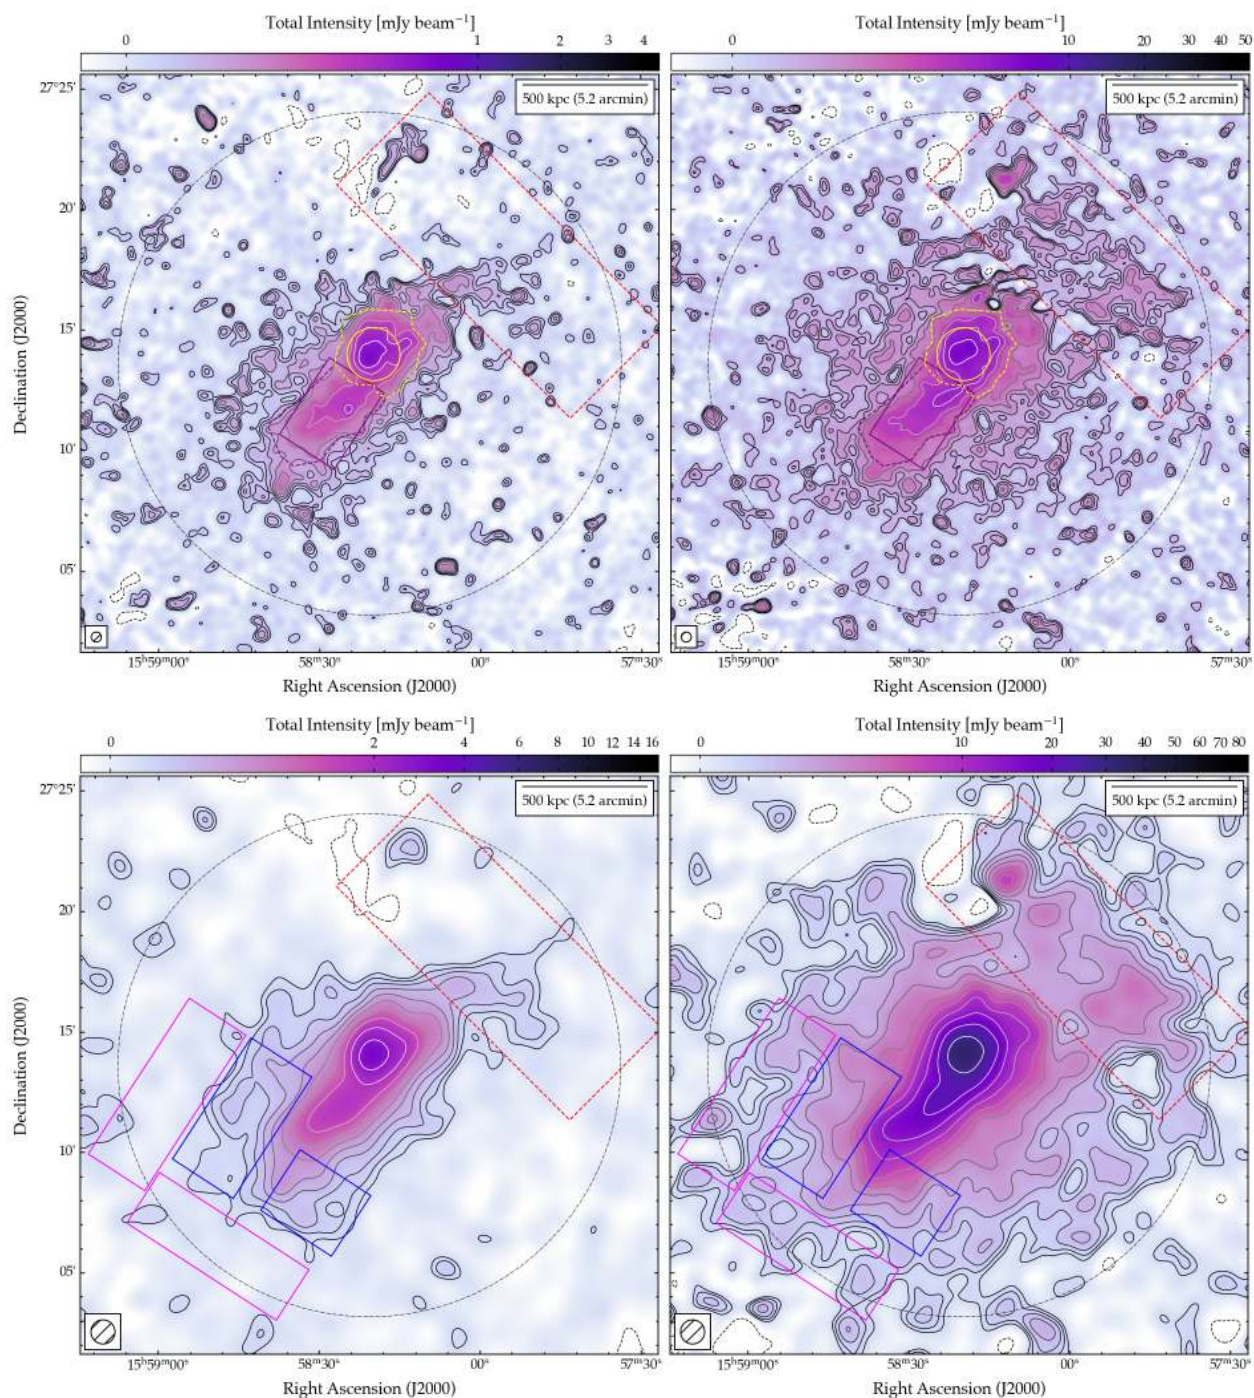 Total Intensity [mJy beam⁻¹]
0 1 2 3 4
500 kpc (5.2 arcmin)
27°25′
20′
15′
10′
05′
Declination (J2000)
15ʰ59ᵐ00ˢ 58ᵐ30ˢ 00ˢ 57ᵐ30ˢ
Right Ascension (J2000)
Total Intensity [mJy beam⁻¹]
0 10 20 30 40 50
500 kpc (5.2 arcmin)
15ʰ59ᵐ00ˢ 58ᵐ30ˢ 00ˢ 57ᵐ30ˢ
Right Ascension (J2000)
Total Intensity [mJy beam⁻¹]
0 2 4 6 8 10 12 14 16
500 kpc (5.2 arcmin)
27°25′
20′
15′
10′
05′
Declination (J2000)
15ʰ59ᵐ00ˢ 58ᵐ30ˢ 00ˢ 57ᵐ30ˢ
Right Ascension (J2000)
Total Intensity [mJy beam⁻¹]
0 10 20 30 40 50 60 70 80
500 kpc (5.2 arcmin)
15ʰ59ᵐ00ˢ 58ᵐ30ˢ 00ˢ 57ᵐ30ˢ
Right Ascension (J2000)